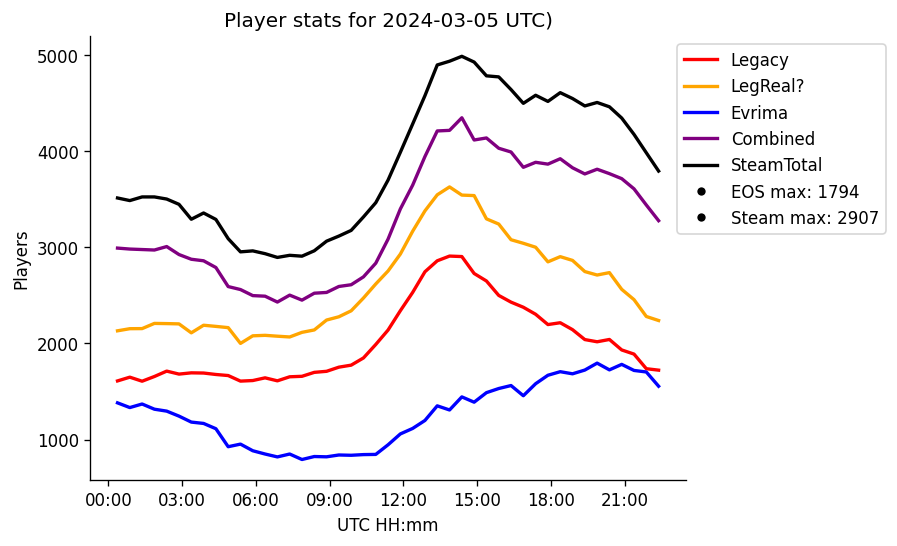 Player stats for 2024-03-05 UTC)
Players
5000
4000
3000
2000
1000
00:00 03:00 06:00 09:00 12:00 15:00 18:00 21:00
UTC HH:mm
Legacy
LegReal?
Evrima
Combined
SteamTotal
EOS max: 1794
Steam max: 2907